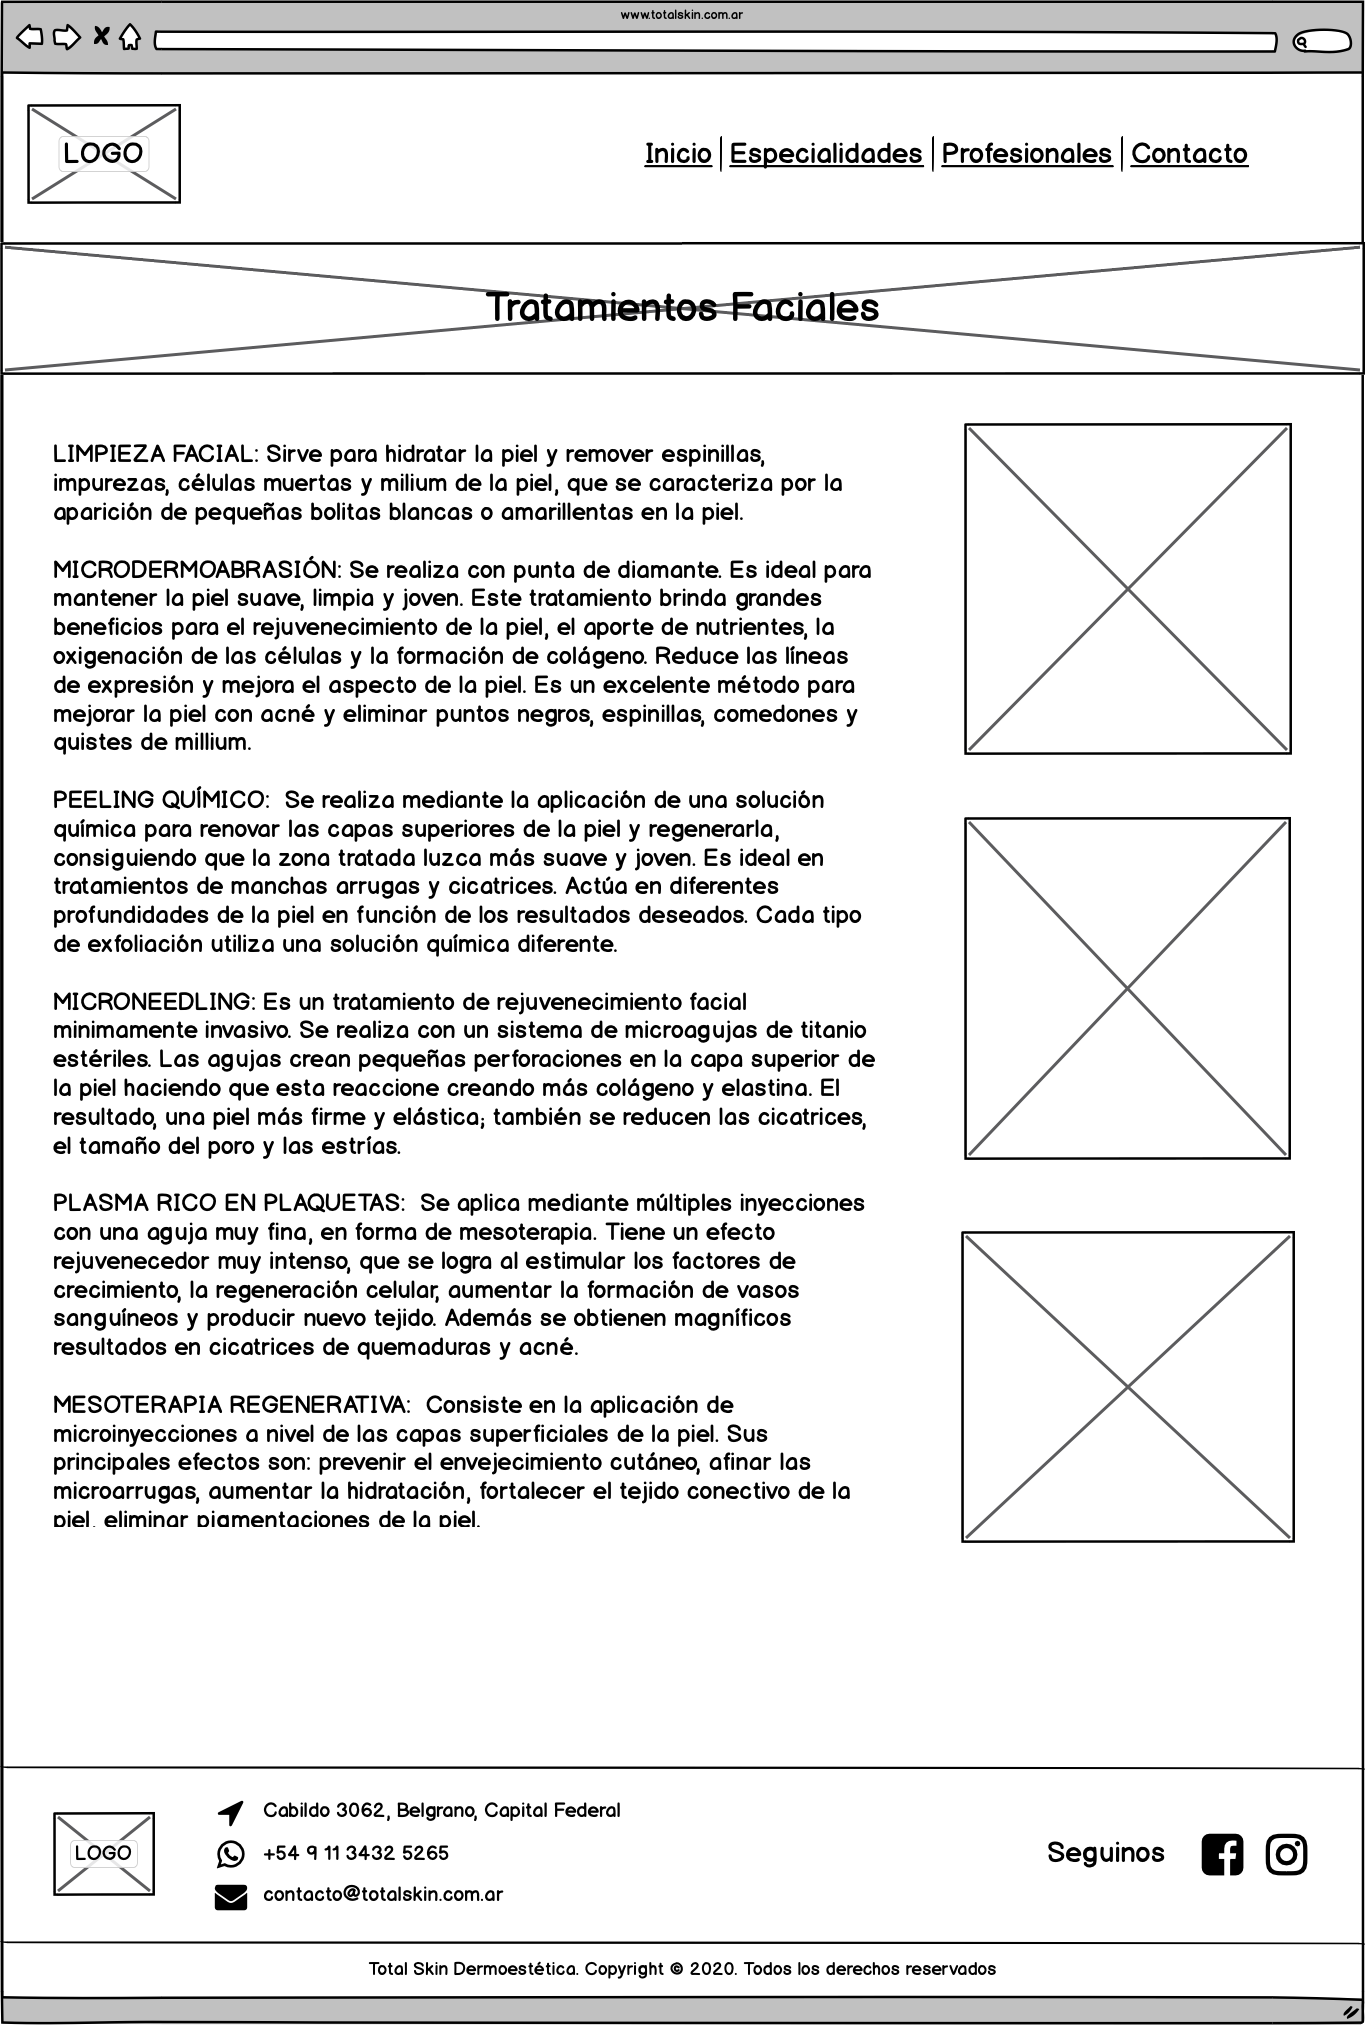 www.totalskin.com.ar
LOGO
Inicio | Especialidades | Profesionales | Contacto
Tratamientos Faciales
LIMPIEZA FACIAL: Sirve para hidratar la piel y remover espinillas,
impurezas, células muertas y milium de la piel, que se caracteriza por la
aparición de pequeñas bolitas blancas o amarillentas en la piel.
MICRODERMOABRASIÓN: Se realiza con punta de diamante. Es ideal para
mantener la piel suave, limpia y joven. Este tratamiento brinda grandes
beneficios para el rejuvenecimiento de la piel, el aporte de nutrientes, la
oxigenación de las células y la formación de colágeno. Reduce las líneas
de expresión y mejora el aspecto de la piel. Es un excelente método para
mejorar la piel con acné y eliminar puntos negros, espinillas, comedones y
quistes de millium.
PEELING QUÍMICO:  Se realiza mediante la aplicación de una solución
química para renovar las capas superiores de la piel y regenerarla,
consiguiendo que la zona tratada luzca más suave y joven. Es ideal en
tratamientos de manchas arrugas y cicatrices. Actúa en diferentes
profundidades de la piel en función de los resultados deseados. Cada tipo
de exfoliación utiliza una solución química diferente.
MICRONEEDLING: Es un tratamiento de rejuvenecimiento facial
minimamente invasivo. Se realiza con un sistema de microagujas de titanio
estériles. Las agujas crean pequeñas perforaciones en la capa superior de
la piel haciendo que esta reaccione creando más colágeno y elastina. El
resultado, una piel más firme y elástica; también se reducen las cicatrices,
el tamaño del poro y las estrías.
PLASMA RICO EN PLAQUETAS:  Se aplica mediante múltiples inyecciones
con una aguja muy fina, en forma de mesoterapia. Tiene un efecto
rejuvenecedor muy intenso, que se logra al estimular los factores de
crecimiento, la regeneración celular, aumentar la formación de vasos
sanguíneos y producir nuevo tejido. Además se obtienen magníficos
resultados en cicatrices de quemaduras y acné.
MESOTERAPIA REGENERATIVA:  Consiste en la aplicación de
microinyecciones a nivel de las capas superficiales de la piel. Sus
principales efectos son: prevenir el envejecimiento cutáneo, afinar las
microarrugas, aumentar la hidratación, fortalecer el tejido conectivo de la
piel, eliminar pigmentaciones de la piel.
LOGO
Cabildo 3062, Belgrano, Capital Federal
+54 9 11 3432 5265
contacto@totalskin.com.ar
Seguinos
Total Skin Dermoestética. Copyright © 2020. Todos los derechos reservados